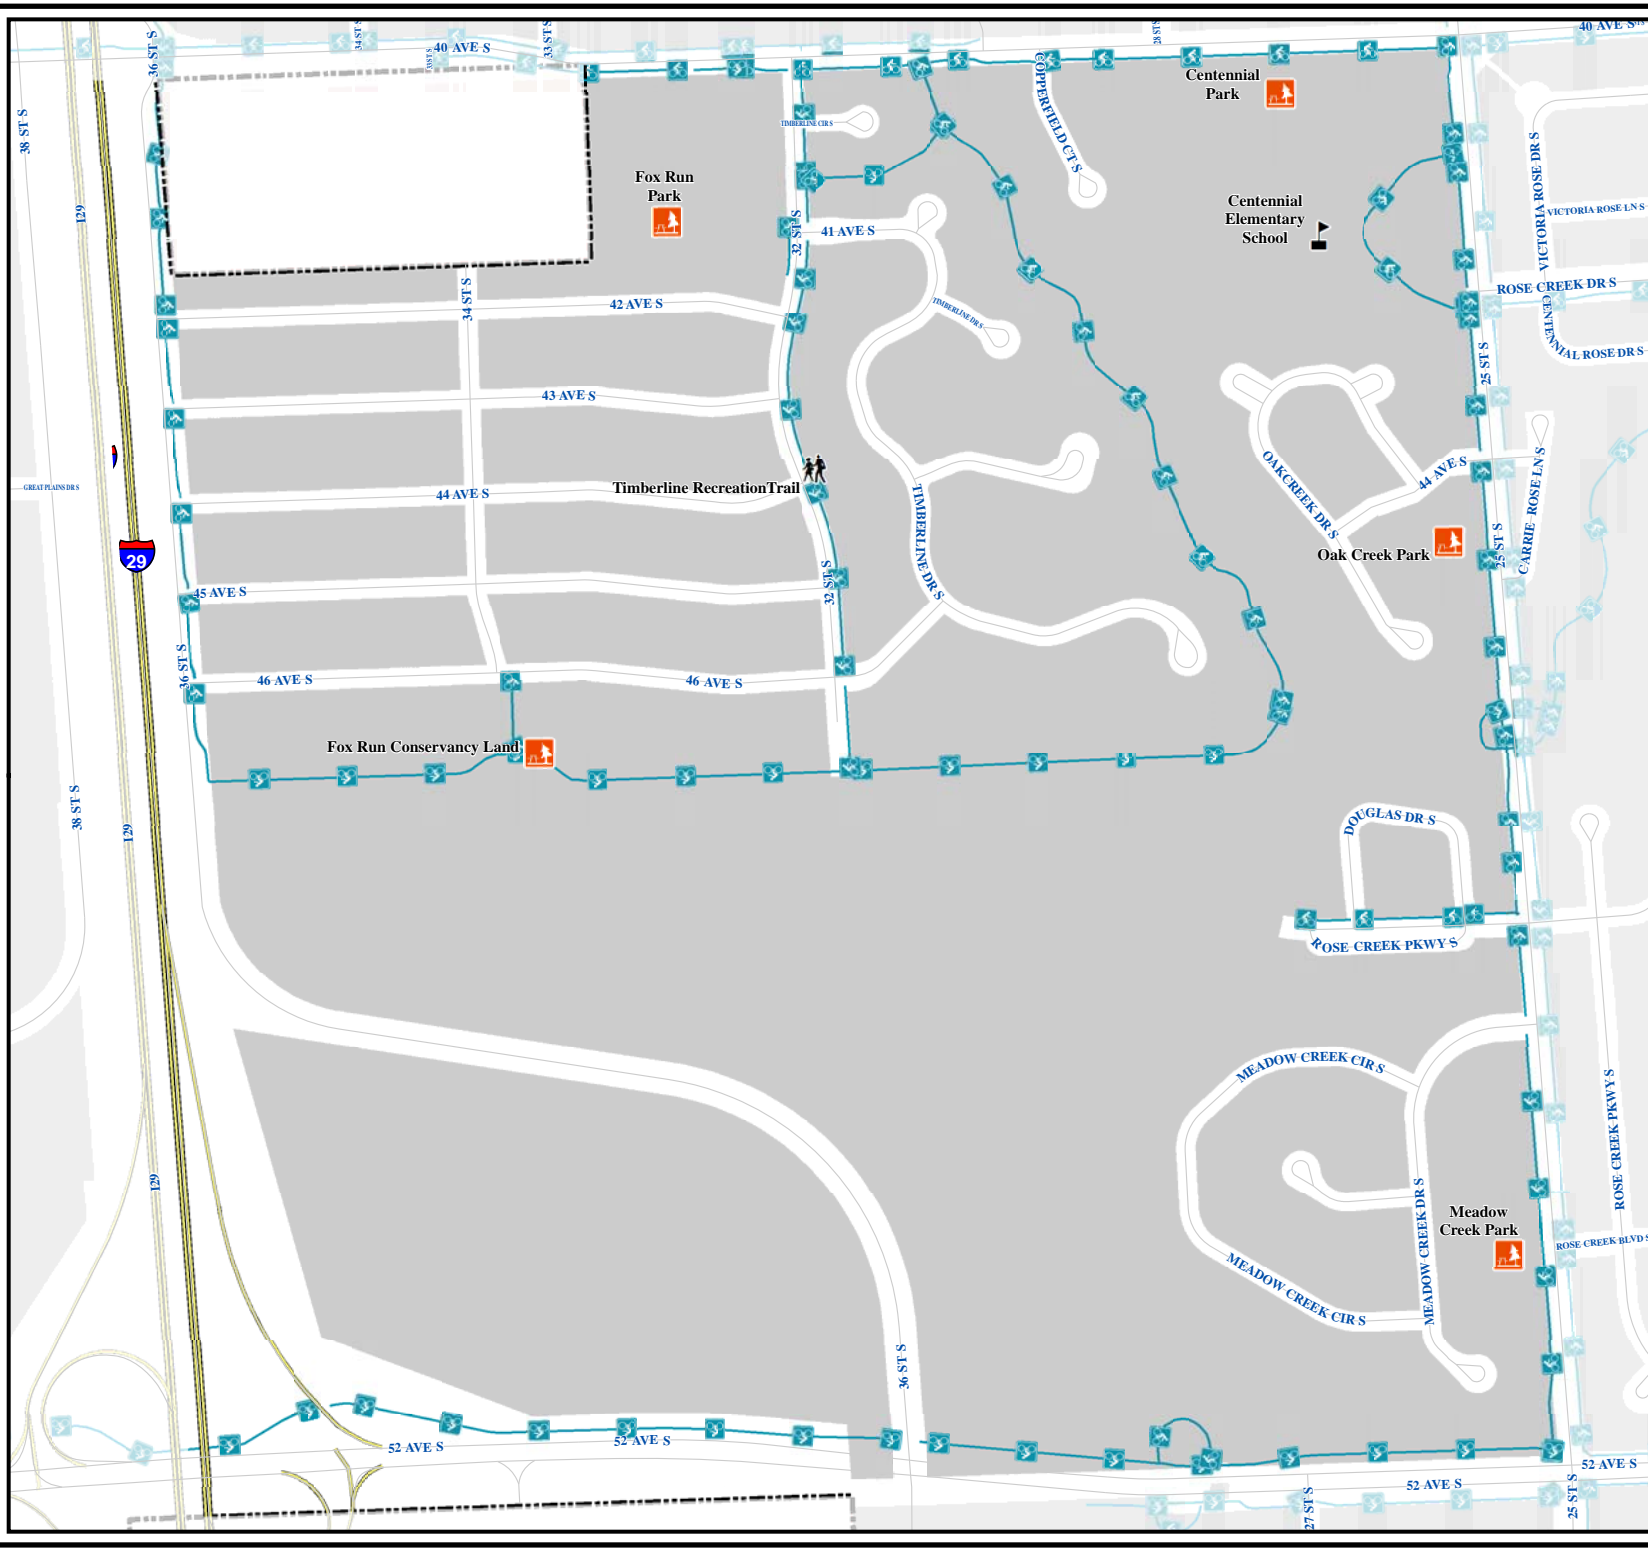 36 ST S
34 ST S
33 ST S
40 AVE S
33 ST S
28 ST S
40 AVE S
38 ST S
I29
Centennial
Park
COPPERFIELD CT S
TIMBERLINE CIR S
Fox Run
Park
32 ST S
41 AVE S
Centennial
Elementary
School
VICTORIA ROSE DR S
VICTORIA ROSE LN S
ROSE CREEK DR S
CENTENNIAL ROSE DR S
34 ST S
42 AVE S
TIMBERLINE DR S
25 ST S
43 AVE S
GREAT PLAINS DR S
44 AVE S
Timberline RecreationTrail
TIMBERLINE DR S
OAKCREEK DR S
44 AVE S
CARRIE ROSE LN S
25 ST S
Oak Creek Park
29
45 AVE S
32 ST S
36 ST S
46 AVE S
46 AVE S
Fox Run Conservancy Land
38 ST S
I29
DOUGLAS DR S
ROSE CREEK PKWY S
MEADOW CREEK CIR S
ROSE CREEK PKWY S
I29
MEADOW CREEK DR S
Meadow
Creek Park
ROSE CREEK BLVD S
MEADOW CREEK CIR S
36 ST S
52 AVE S
52 AVE S
52 AVE S
52 AVE S
27 ST S
25 ST S